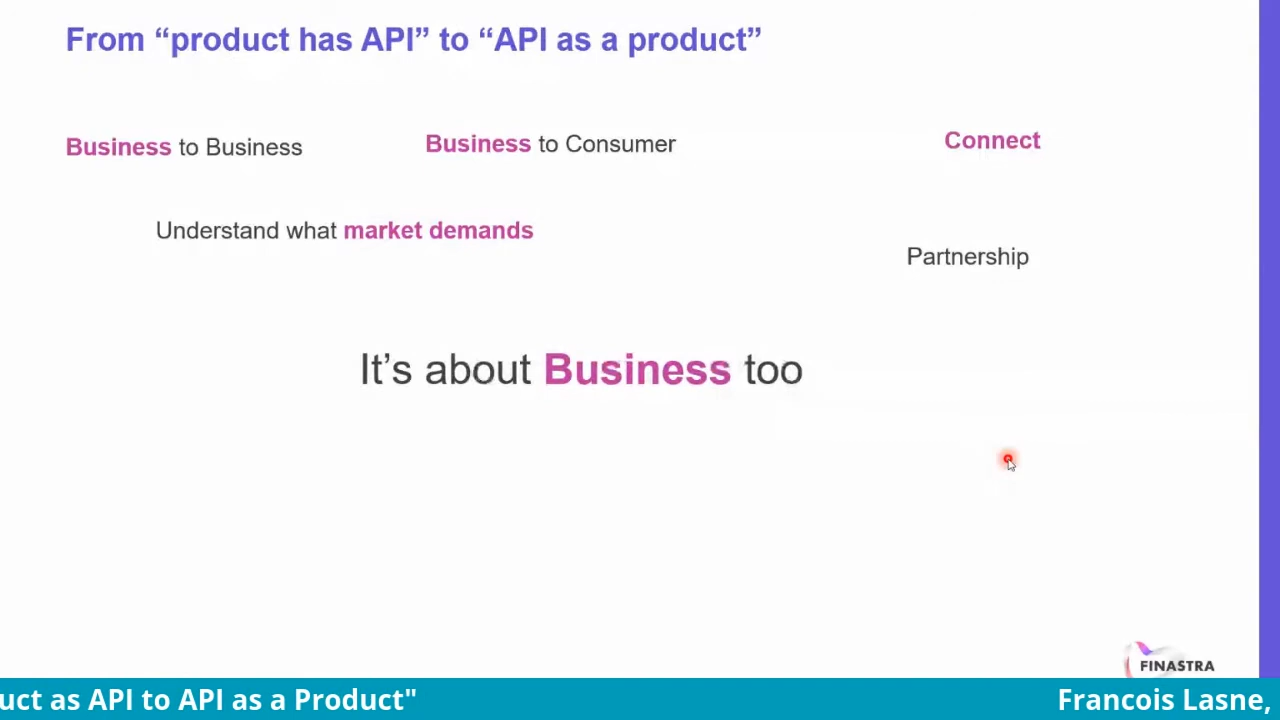 From “product has API” to “API as a product”
Business to Business
Business to Consumer
Connect
Understand what market demands
Partnership
It’s about Business too
FINASTRA
uct as API to API as a Product"
Francois Lasne,